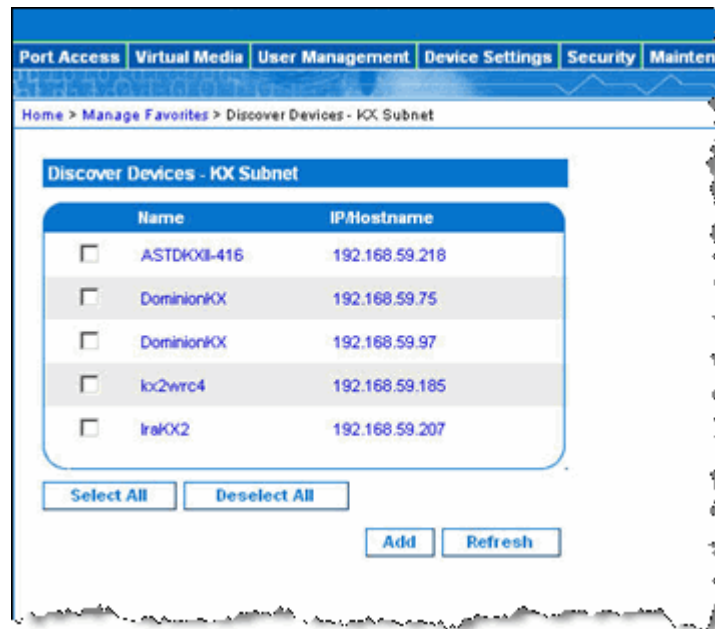 Port Access Virtual Media User Management Device Settings Security Mainten
Home > Manage Favorites > Discover Devices - KX Subnet
Discover Devices - KX Subnet
Name IP/Hostname
ASTDKXII-416 192.168.59.218
DominionKX 192.168.59.75
DominionKX 192.168.59.97
kx2wrc4 192.168.59.185
IraKX2 192.168.59.207
Select All Deselect All
Add Refresh